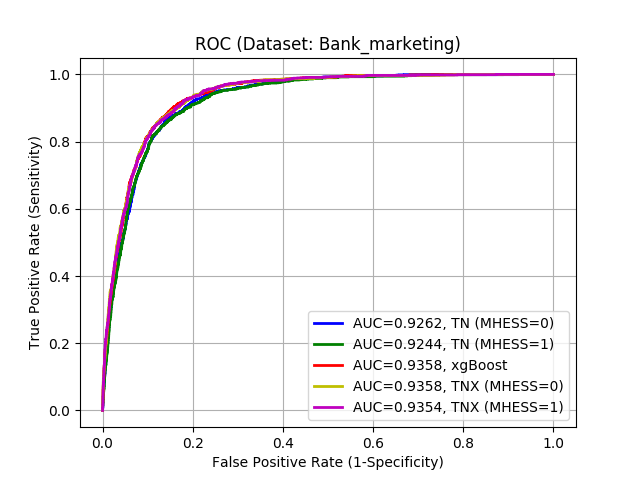 ROC (Dataset: Bank_marketing)
1.0
0.8
0.6
0.4
0.2
0.0
True Positive Rate (Sensitivity)
AUC=0.9262, TN (MHESS=0)
AUC=0.9244, TN (MHESS=1)
AUC=0.9358, xgBoost
AUC=0.9358, TNX (MHESS=0)
AUC=0.9354, TNX (MHESS=1)
0.0 0.2 0.4 0.6 0.8 1.0
False Positive Rate (1-Specificity)